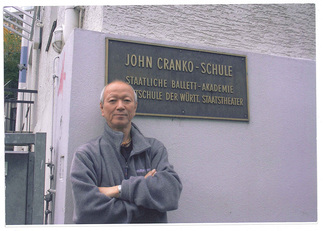 JOHN CRANKO-SCHULE
STAATLICHE BALLETT-AKADEMIE
SCHULE DER WÜRTT. STAATSTHEATER